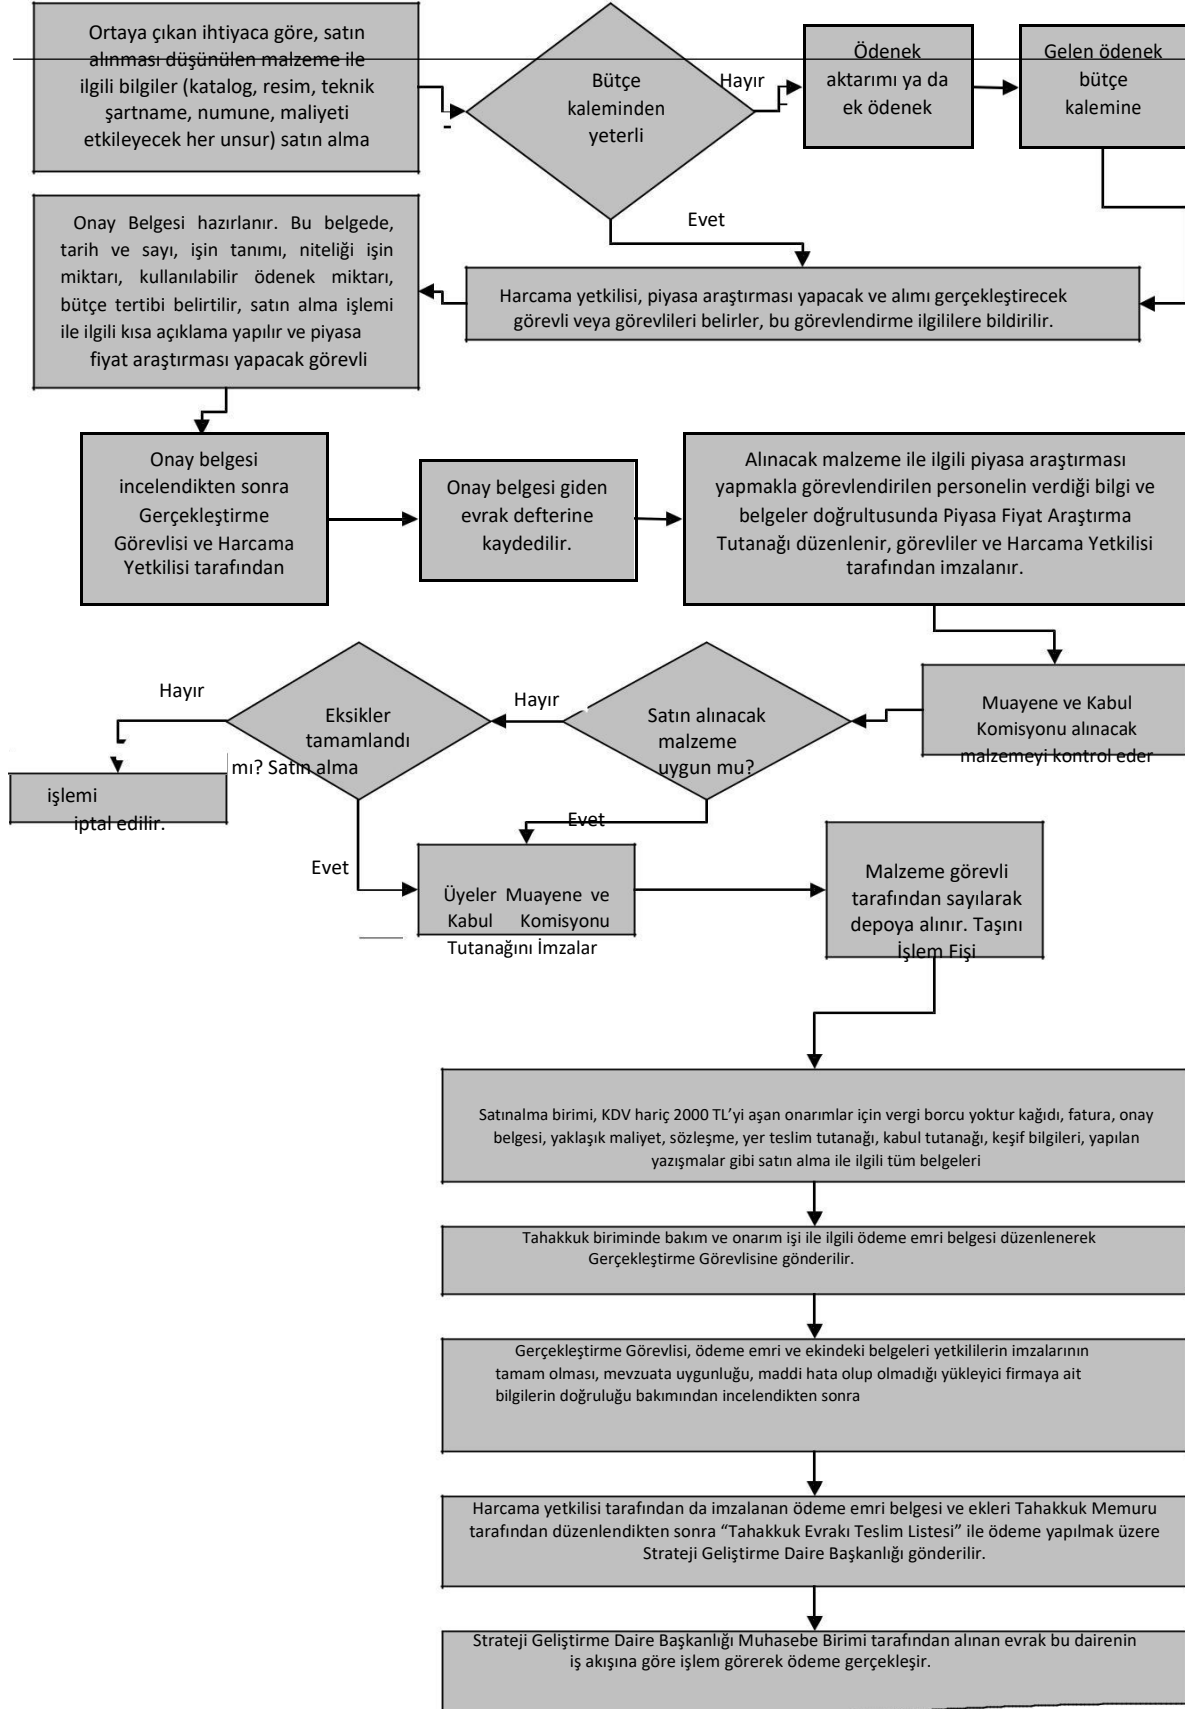 Ortaya çıkan ihtiyaca göre, satın
alınması düşünülen malzeme ile
ilgili bilgiler (katalog, resim, teknik
şartname, numune, maliyeti
etkileyecek her unsur) satın alma
Bütçe
kaleminden
yeterli
Hayır
Ödenek
aktarımı ya da
ek ödenek
Gelen ödenek
bütçe
kalemine
Evet
Harcama yetkilisi, piyasa araştırması yapacak ve alımı gerçekleştirecek
görevli veya görevlileri belirler, bu görevlendirme ilgililere bildirilir.
Onay Belgesi hazırlanır. Bu belgede,
tarih ve sayı, işin tanımı, niteliği işin
miktarı, kullanılabilir ödenek miktarı,
bütçe tertibi belirtilir, satın alma işlemi
ile ilgili kısa açıklama yapılır ve piyasa
fiyat araştırması yapacak görevli
Onay belgesi
incelendikten sonra
Gerçekleştirme
Görevlisi ve Harcama
Yetkilisi tarafından
Onay belgesi giden
evrak defterine
kaydedilir.
Alınacak malzeme ile ilgili piyasa araştırması
yapmakla görevlendirilen personelin verdiği bilgi ve
belgeler doğrultusunda Piyasa Fiyat Araştırma
Tutanağı düzenlenir, görevliler ve Harcama Yetkilisi
tarafından imzalanır.
Muayene ve Kabul
Komisyonu alınacak
malzemeyi kontrol eder
Satın alınacak
malzeme
uygun mu?
Hayır
Eksikler
tamamlandı
mı? Satın alma
Hayır
işlemi
iptal edilir.
Evet
Evet
Üyeler Muayene ve
Kabul Komisyonu
Tutanağını İmzalar
Malzeme görevli
tarafından sayılarak
depoya alınır. Taşını
İşlem Fişi
Satınalma birimi, KDV hariç 2000 TL’yi aşan onarımlar için vergi borcu yoktur kağıdı, fatura, onay
belgesi, yaklaşık maliyet, sözleşme, yer teslim tutanağı, kabul tutanağı, keşif bilgileri, yapılan
yazışmalar gibi satın alma ile ilgili tüm belgeleri
Tahakkuk biriminde bakım ve onarım işi ile ilgili ödeme emri belgesi düzenlenerek
Gerçekleştirme Görevlisine gönderilir.
Gerçekleştirme Görevlisi, ödeme emri ve ekindeki belgeleri yetkililerin imzalarının
tamam olması, mevzuata uygunluğu, maddi hata olup olmadığı yükleyici firmaya ait
bilgilerin doğruluğu bakımından incelendikten sonra
Harcama yetkilisi tarafından da imzalanan ödeme emri belgesi ve ekleri Tahakkuk Memuru
tarafından düzenlendikten sonra “Tahakkuk Evrakı Teslim Listesi” ile ödeme yapılmak üzere
Strateji Geliştirme Daire Başkanlığı gönderilir.
Strateji Geliştirme Daire Başkanlığı Muhasebe Birimi tarafından alınan evrak bu dairenin
iş akışına göre işlem görerek ödeme gerçekleşir.